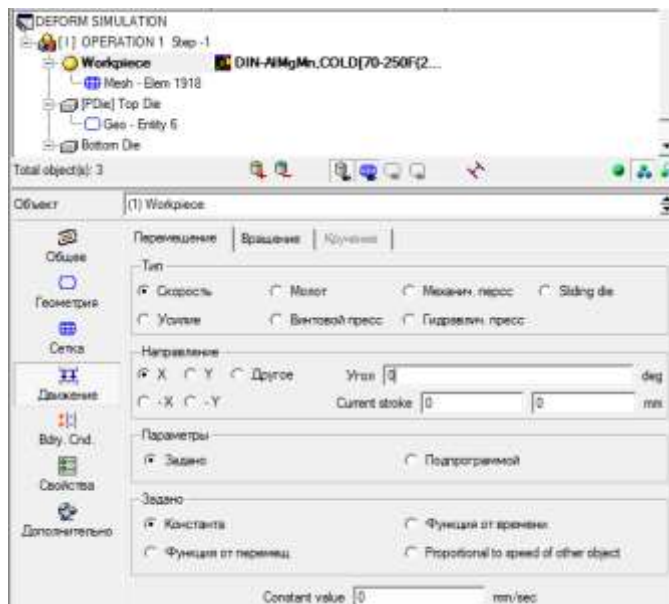 DEFORM SIMULATION
[1] OPERATION 1 Step -1
Workpiece DIN-AlMgMn,COLD[70-250F(2...
Mesh - Elem 1918
[PDie] Top Die
Geo - Entity 6
Bottom Die
Total object(s): 3
Объект (1) Workpiece
Общее
Геометрия
Сетка
Движение
Bdry. Cnd.
Свойства
Дополнительно
Перемещение Вращение Кручение
Тип
Скорость Молот Механич. перссс Sliding die
Усилие Винтовой пресс Гидравлич. пресс
Направление
X Y Другое Угол 0 deg
-X -Y Current stroke 0 0 mm
Параметры
Задано Подпрограммой
Задано
Константа Функция от времени
Функция от перемещ. Proportional to speed of other object
Constant value 0 mm/sec